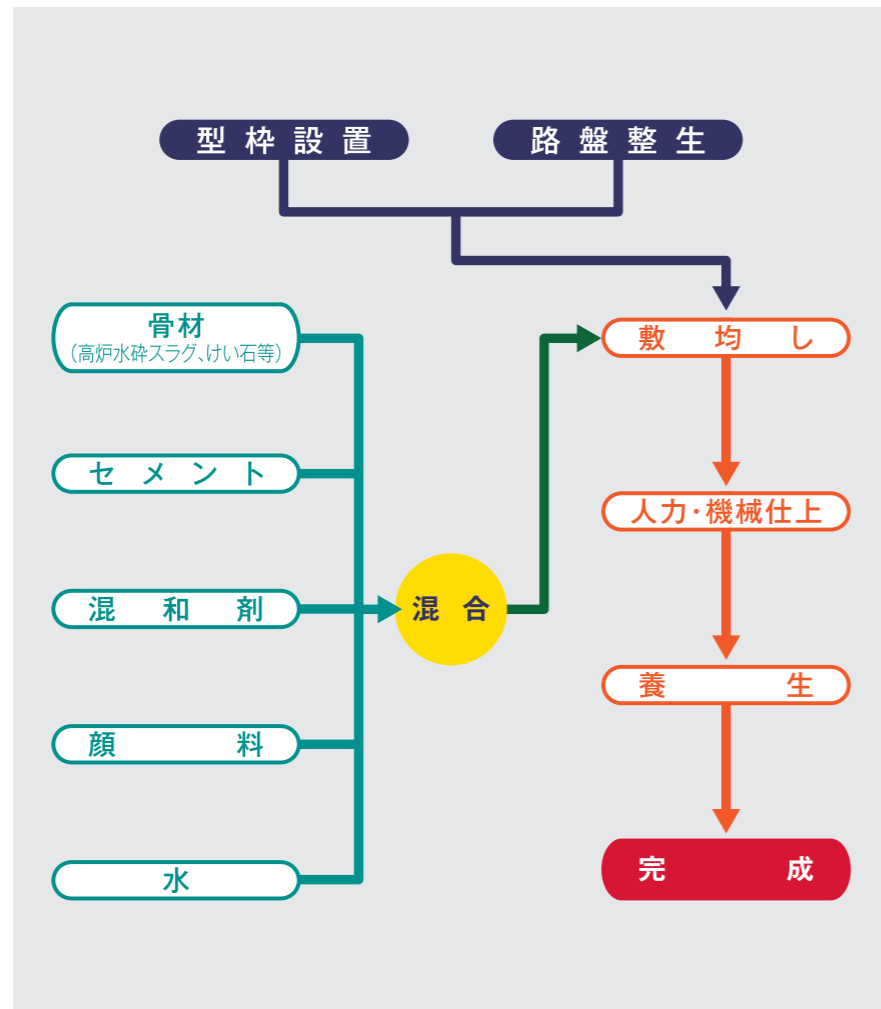 型枠設置
路盤整生
骨材
(高炉水砕スラグ、けい石等)
セメント
混和剤
顔料
水
混合
敷均し
人力・機械仕上
養生
完成